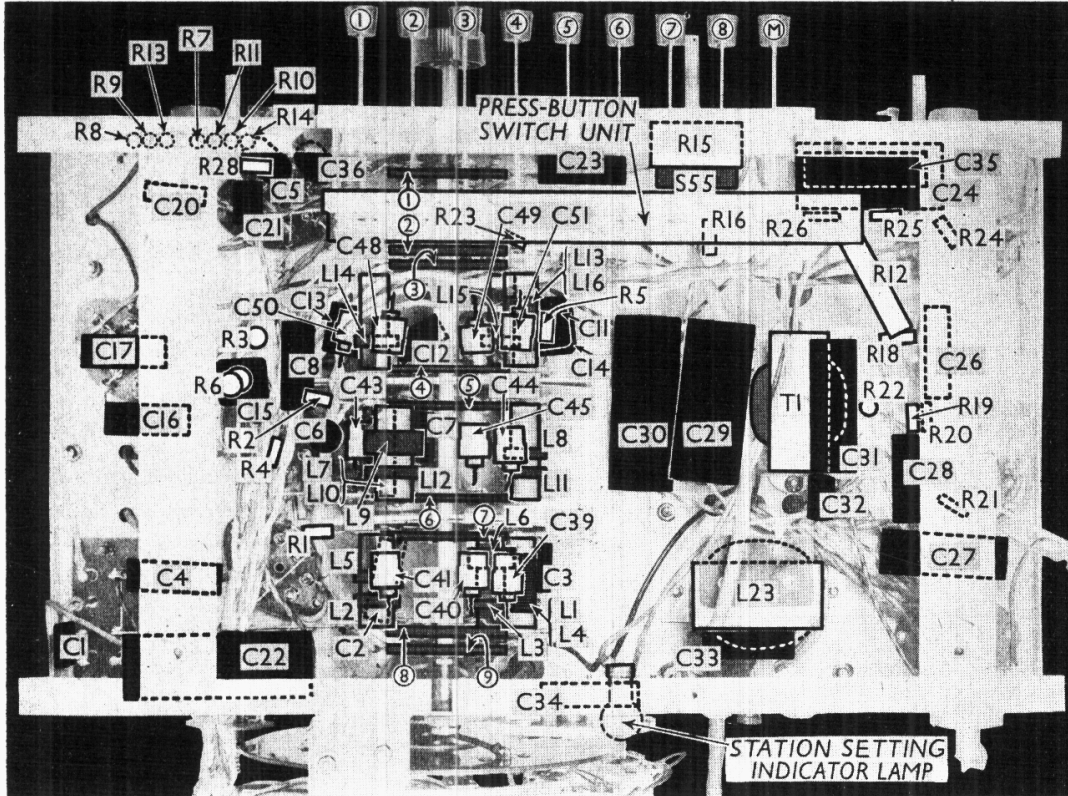 ① ② ③ ④ ⑤ ⑥ ⑦ ⑧ Ⓜ
R13 R7 R11
R9 R10
R8 R14
PRESS-BUTTON
SWITCH UNIT
R28 C5 C36 C23 R15 C35
C20 C21 ① S55 C24
② R23 C49 C51 R16 R26 R25 R24
C48 L13
L14 ③ L16 R12
C13 L15 R5
C50 C11
C17 R3 C12 C14 R18 C26
R6 C8 ④ ⑤ C44 R22
C43 T1
C16 C15 C45 R19
R2 C6 C7 L8 C30 C29 R20
R4 L7 C31 C28
L10 L12 L11 C32
L9 ⑥ R21
⑦ L6 C39
R1
L5 C3 C27
C4 C41
L23
L2 C40 L1
C2 L3 L4
C1 C22 C33
⑧ ⑨
C34
STATION SETTING
INDICATOR LAMP